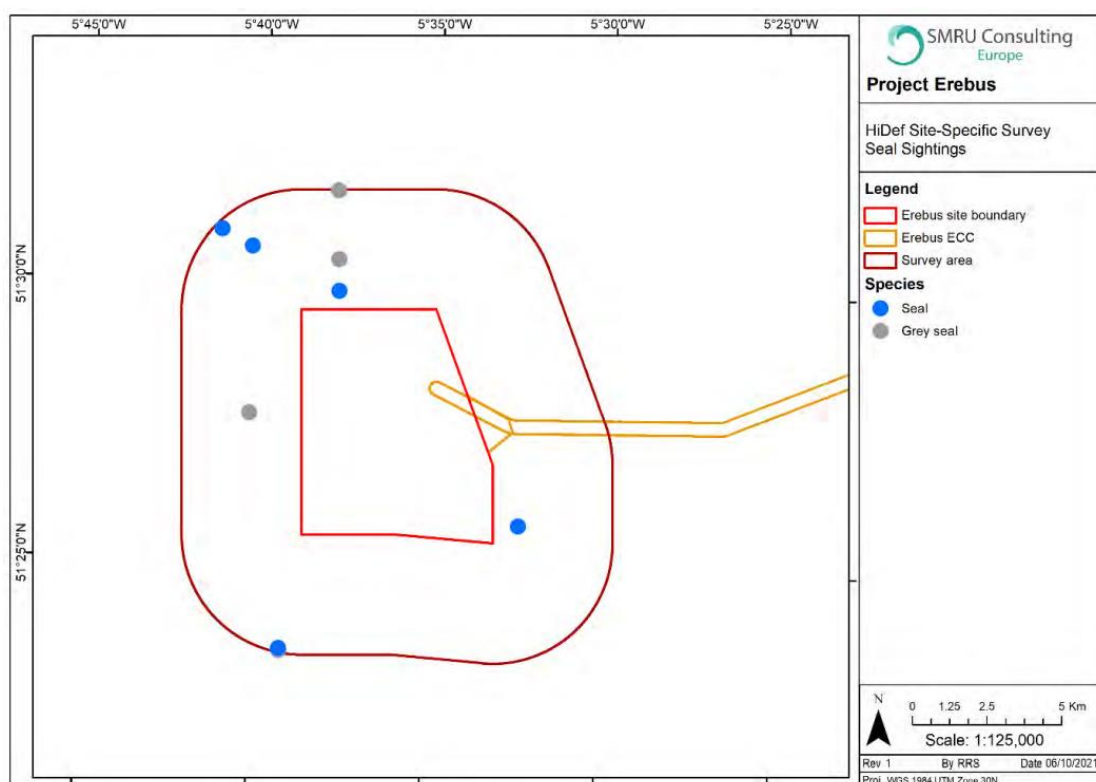 5°45'0"W 5°40'0"W 5°35'0"W 5°30'0"W 5°25'0"W
51°30'0"N
51°25'0"N
SMRU Consulting
Europe
Project Erebus
HiDef Site-Specific Survey
Seal Sightings
Legend
Erebus site boundary
Erebus ECC
Survey area
Species
Seal
Grey seal
N
0 1.25 2.5 5 Km
Scale: 1:125,000
Rev 1 By RRS Date 06/10/2021
Proj. WGS 1984 UTM Zone 30N